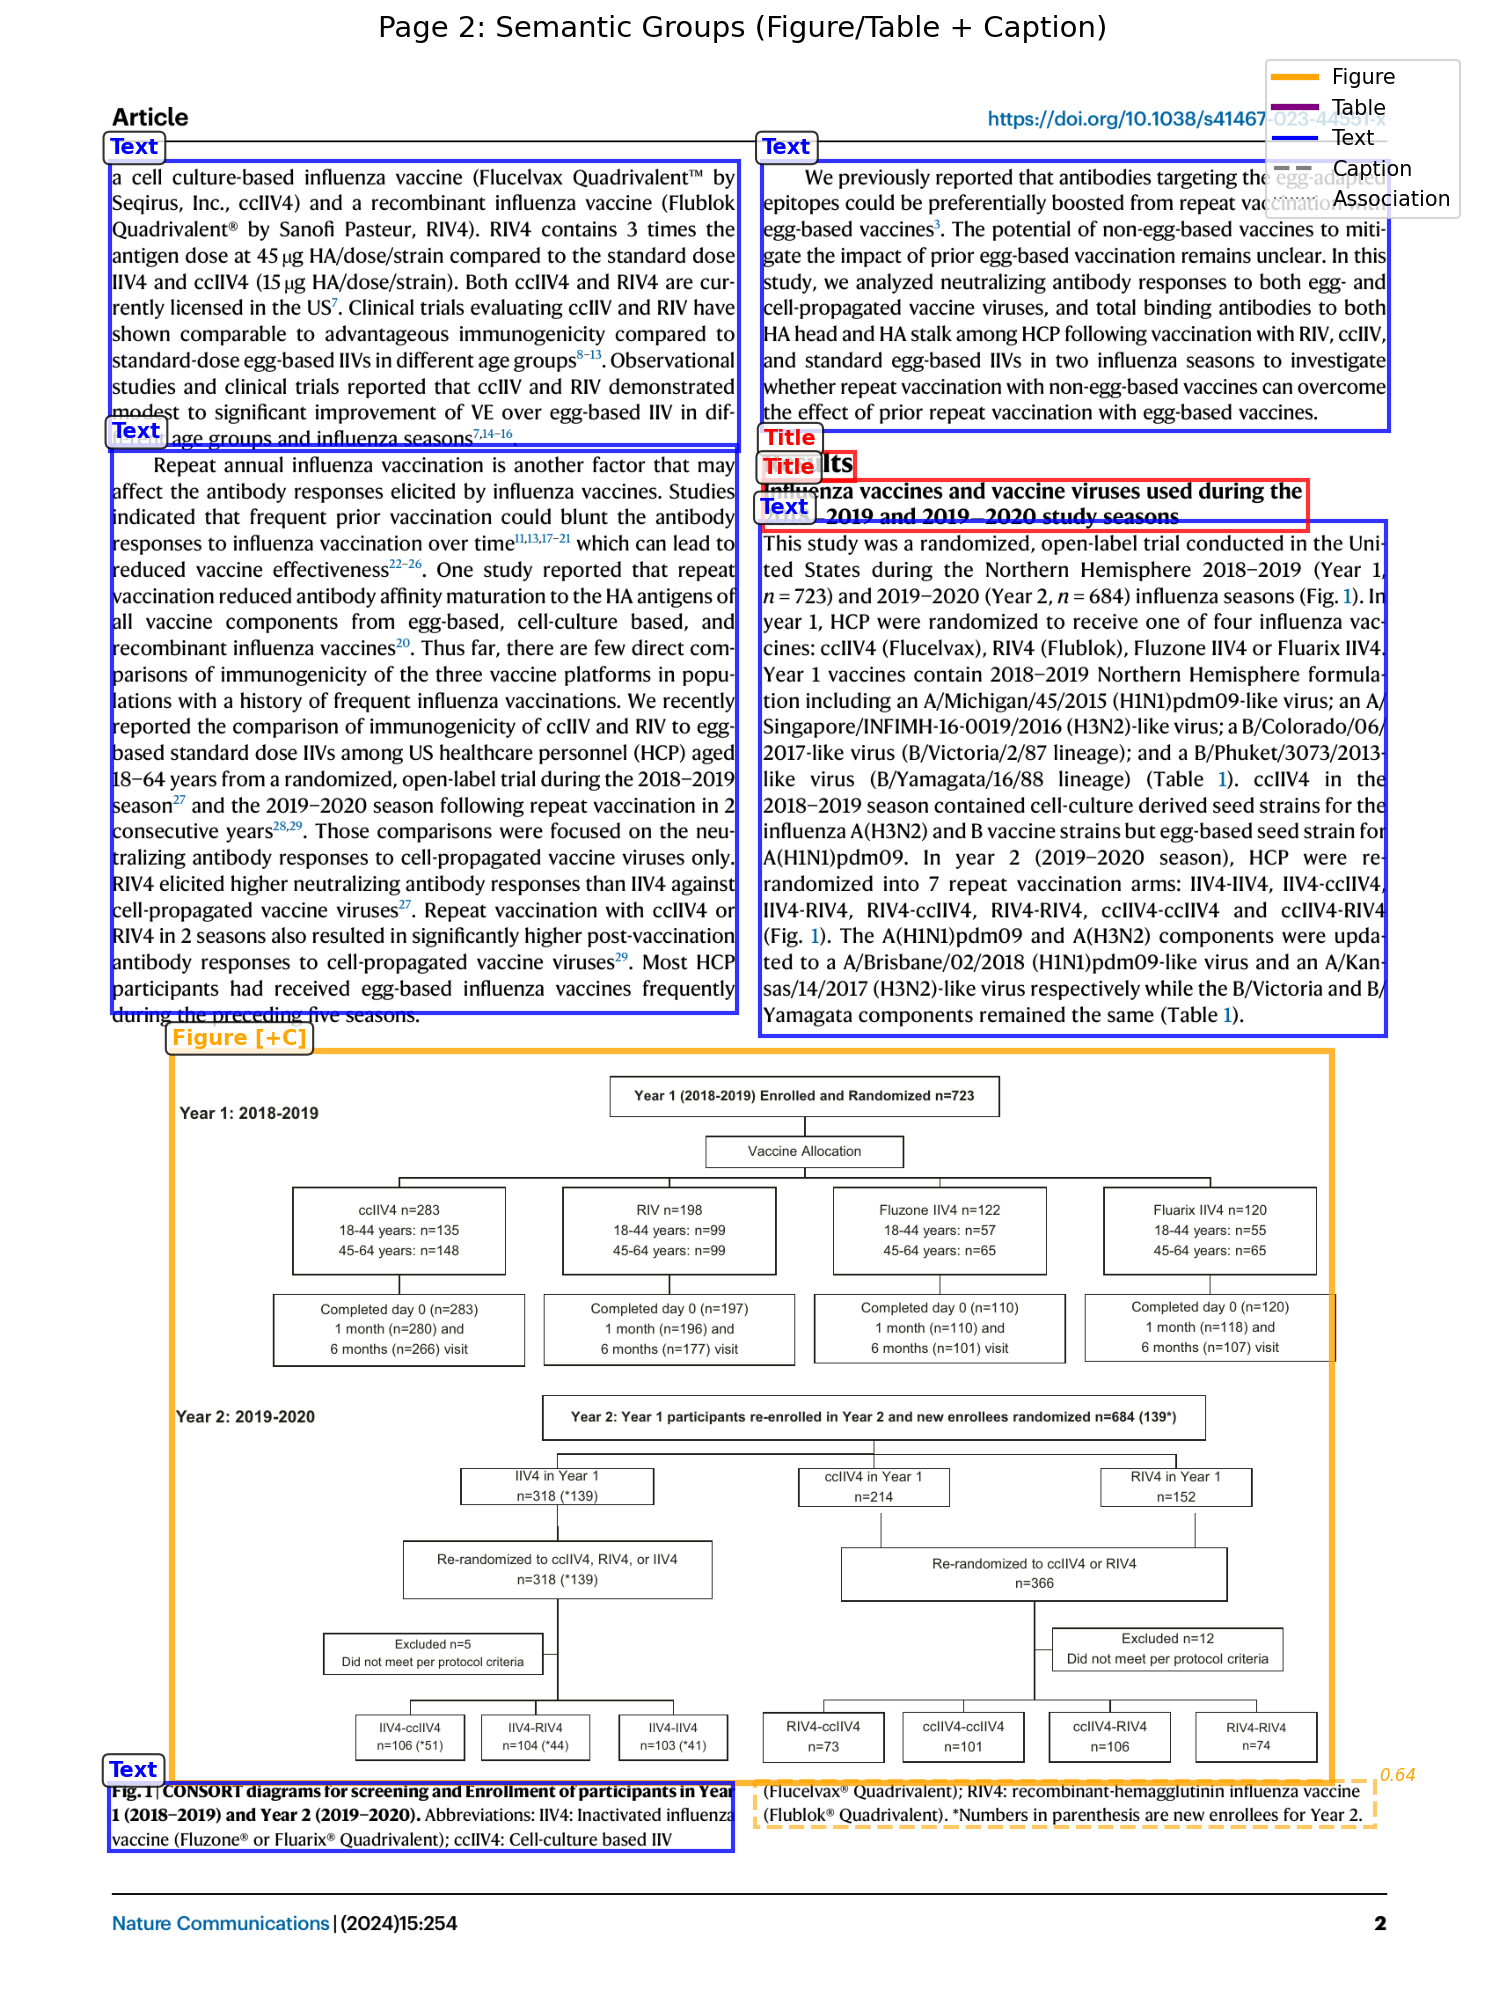 Page 2: Semantic Groups (Figure/Table + Caption)
Figure
Table
Text
Caption
Association
Article
https://doi.org/10.1038/s41467-023-44551-x
Text
a cell culture-based influenza vaccine (Flucelvax Quadrivalent™ by
Seqirus, Inc., ccIIV4) and a recombinant influenza vaccine (Flublok
Quadrivalent® by Sanofi Pasteur, RIV4). RIV4 contains 3 times the
antigen dose at 45 μg HA/dose/strain compared to the standard dose
IIV4 and ccIIV4 (15 μg HA/dose/strain). Both ccIIV4 and RIV4 are cur-
rently licensed in the US7. Clinical trials evaluating ccIIV and RIV have
shown comparable to advantageous immunogenicity compared to
standard-dose egg-based IIVs in different age groups8–13. Observational
studies and clinical trials reported that ccIIV and RIV demonstrated
modest to significant improvement of VE over egg-based IIV in dif-
age groups and influenza seasons7,14–16.
Text
Repeat annual influenza vaccination is another factor that may
affect the antibody responses elicited by influenza vaccines. Studies
indicated that frequent prior vaccination could blunt the antibody
responses to influenza vaccination over time11,13,17–21 which can lead to
reduced vaccine effectiveness22–26. One study reported that repeat
vaccination reduced antibody affinity maturation to the HA antigens of
all vaccine components from egg-based, cell-culture based, and
recombinant influenza vaccines20. Thus far, there are few direct com-
parisons of immunogenicity of the three vaccine platforms in popu-
lations with a history of frequent influenza vaccinations. We recently
reported the comparison of immunogenicity of ccIIV and RIV to egg-
based standard dose IIVs among US healthcare personnel (HCP) aged
18–64 years from a randomized, open-label trial during the 2018–2019
season27 and the 2019–2020 season following repeat vaccination in 2
consecutive years28,29. Those comparisons were focused on the neu-
tralizing antibody responses to cell-propagated vaccine viruses only.
RIV4 elicited higher neutralizing antibody responses than IIV4 against
cell-propagated vaccine viruses27. Repeat vaccination with ccIIV4 or
RIV4 in 2 seasons also resulted in significantly higher post-vaccination
antibody responses to cell-propagated vaccine viruses29. Most HCP
participants had received egg-based influenza vaccines frequently
during the preceding five seasons.
Text
We previously reported that antibodies targeting the egg-adapted
epitopes could be preferentially boosted from repeat vaccination with
egg-based vaccines3. The potential of non-egg-based vaccines to miti-
gate the impact of prior egg-based vaccination remains unclear. In this
study, we analyzed neutralizing antibody responses to both egg- and
cell-propagated vaccine viruses, and total binding antibodies to both
HA head and HA stalk among HCP following vaccination with RIV, ccIIV,
and standard egg-based IIVs in two influenza seasons to investigate
whether repeat vaccination with non-egg-based vaccines can overcome
the effect of prior repeat vaccination with egg-based vaccines.
Title
Title
Influenza vaccines and vaccine viruses used during the
2019 and 2019–2020 study seasons
Text
This study was a randomized, open-label trial conducted in the Uni-
ted States during the Northern Hemisphere 2018–2019 (Year 1,
n = 723) and 2019–2020 (Year 2, n = 684) influenza seasons (Fig. 1). In
year 1, HCP were randomized to receive one of four influenza vac-
cines: ccIIV4 (Flucelvax), RIV4 (Flublok), Fluzone IIV4 or Fluarix IIV4.
Year 1 vaccines contain 2018–2019 Northern Hemisphere formula-
tion including an A/Michigan/45/2015 (H1N1)pdm09-like virus; an A/
Singapore/INFIMH-16-0019/2016 (H3N2)-like virus; a B/Colorado/06/
2017-like virus (B/Victoria/2/87 lineage); and a B/Phuket/3073/2013-
like virus (B/Yamagata/16/88 lineage) (Table 1). ccIIV4 in the
2018–2019 season contained cell-culture derived seed strains for the
influenza A(H3N2) and B vaccine strains but egg-based seed strain for
A(H1N1)pdm09. In year 2 (2019–2020 season), HCP were re-
randomized into 7 repeat vaccination arms: IIV4-IIV4, IIV4-ccIIV4,
IIV4-RIV4, RIV4-ccIIV4, RIV4-RIV4, ccIIV4-ccIIV4 and ccIIV4-RIV4
(Fig. 1). The A(H1N1)pdm09 and A(H3N2) components were upda-
ted to a A/Brisbane/02/2018 (H1N1)pdm09-like virus and an A/Kan-
sas/14/2017 (H3N2)-like virus respectively while the B/Victoria and B/
Yamagata components remained the same (Table 1).
Figure [+C]
Year 1: 2018-2019
Year 1 (2018-2019) Enrolled and Randomized n=723
Vaccine Allocation
ccIIV4 n=283
18-44 years: n=135
45-64 years: n=148
RIV n=198
18-44 years: n=99
45-64 years: n=99
Fluzone IIV4 n=122
18-44 years: n=57
45-64 years: n=65
Fluarix IIV4 n=120
18-44 years: n=55
45-64 years: n=65
Completed day 0 (n=283)
1 month (n=280) and
6 months (n=266) visit
Completed day 0 (n=197)
1 month (n=196) and
6 months (n=177) visit
Completed day 0 (n=110)
1 month (n=110) and
6 months (n=101) visit
Completed day 0 (n=120)
1 month (n=118) and
6 months (n=107) visit
Year 2: 2019-2020
Year 2: Year 1 participants re-enrolled in Year 2 and new enrollees randomized n=684 (139*)
IIV4 in Year 1
n=318 (*139)
ccIIV4 in Year 1
n=214
RIV4 in Year 1
n=152
Re-randomized to ccIIV4, RIV4, or IIV4
n=318 (*139)
Re-randomized to ccIIV4 or RIV4
n=366
Excluded n=5
Did not meet per protocol criteria
Excluded n=12
Did not meet per protocol criteria
IIV4-ccIIV4
n=106 (*51)
IIV4-RIV4
n=104 (*44)
IIV4-IIV4
n=103 (*41)
RIV4-ccIIV4
n=73
ccIIV4-ccIIV4
n=101
ccIIV4-RIV4
n=106
RIV4-RIV4
n=74
Text
Fig. 1 | CONSORT diagrams for screening and Enrollment of participants in Year
1 (2018–2019) and Year 2 (2019–2020). Abbreviations: IIV4: Inactivated influenza
vaccine (Fluzone® or Fluarix® Quadrivalent); ccIIV4: Cell-culture based IIV
0.64
(Flucelvax® Quadrivalent); RIV4: recombinant-hemagglutinin influenza vaccine
(Flublok® Quadrivalent). *Numbers in parenthesis are new enrollees for Year 2.
Nature Communications | (2024)15:254
2